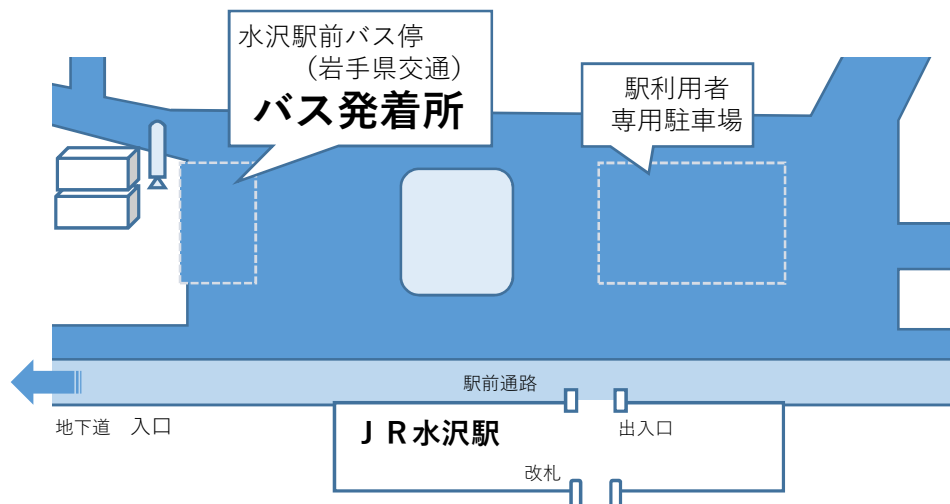 水沢駅前バス停
（岩手県交通）
バス発着所
駅利用者
専用駐車場
駅前通路
地下道　入口
ＪＲ水沢駅
出入口
改札